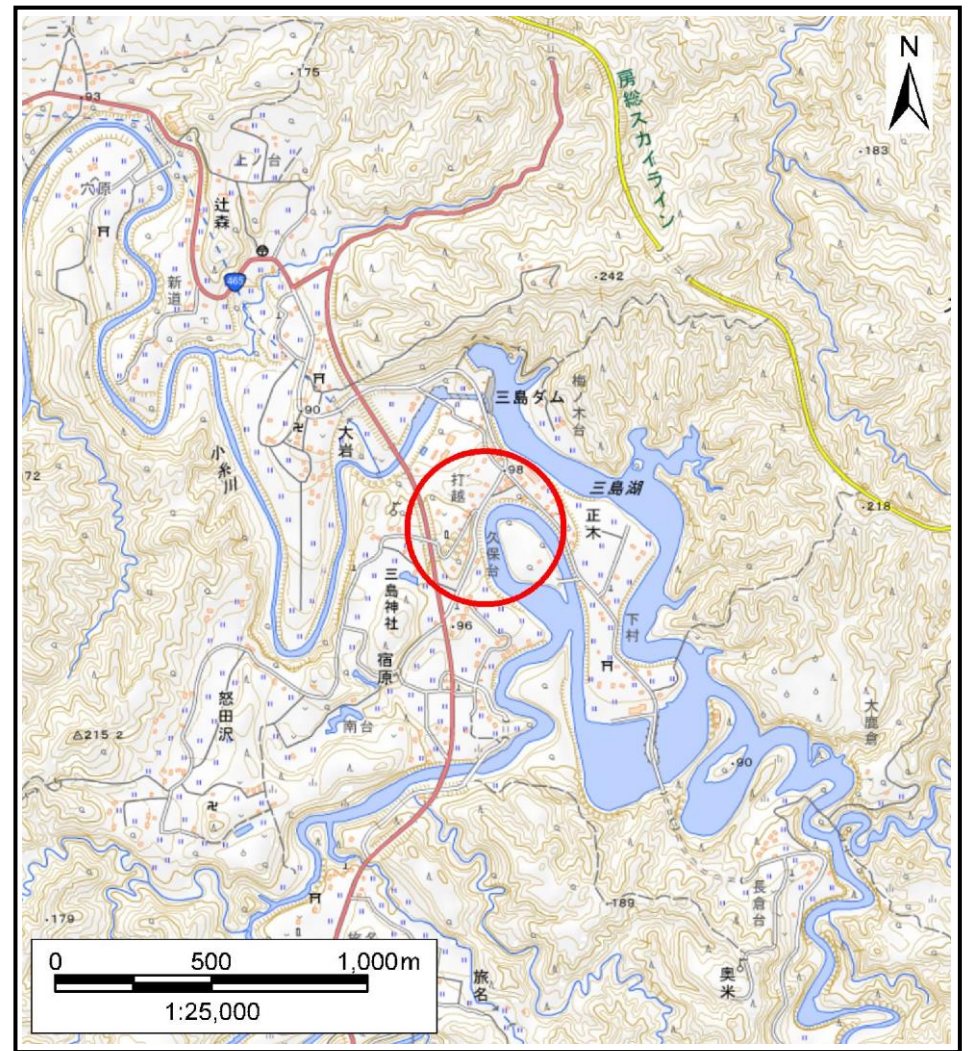 二入
175
N
93
房総スカイライン
183
上ノ台
穴原
辻森
465
新道
242
三島ダム
梅ノ木台
90
大岩
小糸川
72
98
打越
三島湖
218
正木
久保台
三島神社
下村
96
宿原
怒田沢
南台
大鹿倉
△215 2
90
長倉台
189
179
奥米
旅名
0 500 1,000m
1:25,000